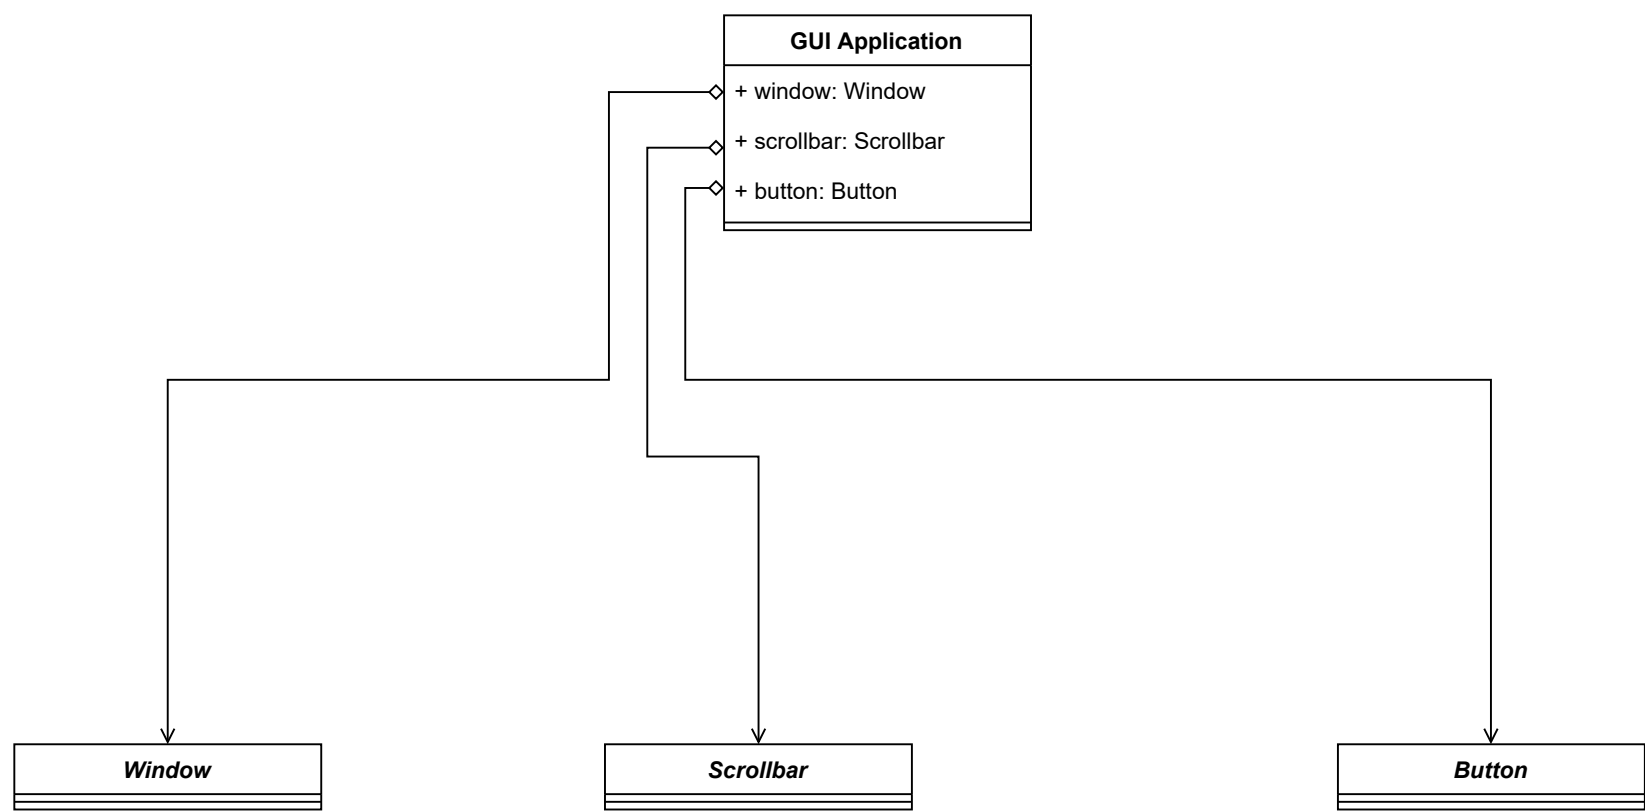 GUI Application
+ window: Window
+ scrollbar: Scrollbar
+ button: Button
Window
Scrollbar
Button